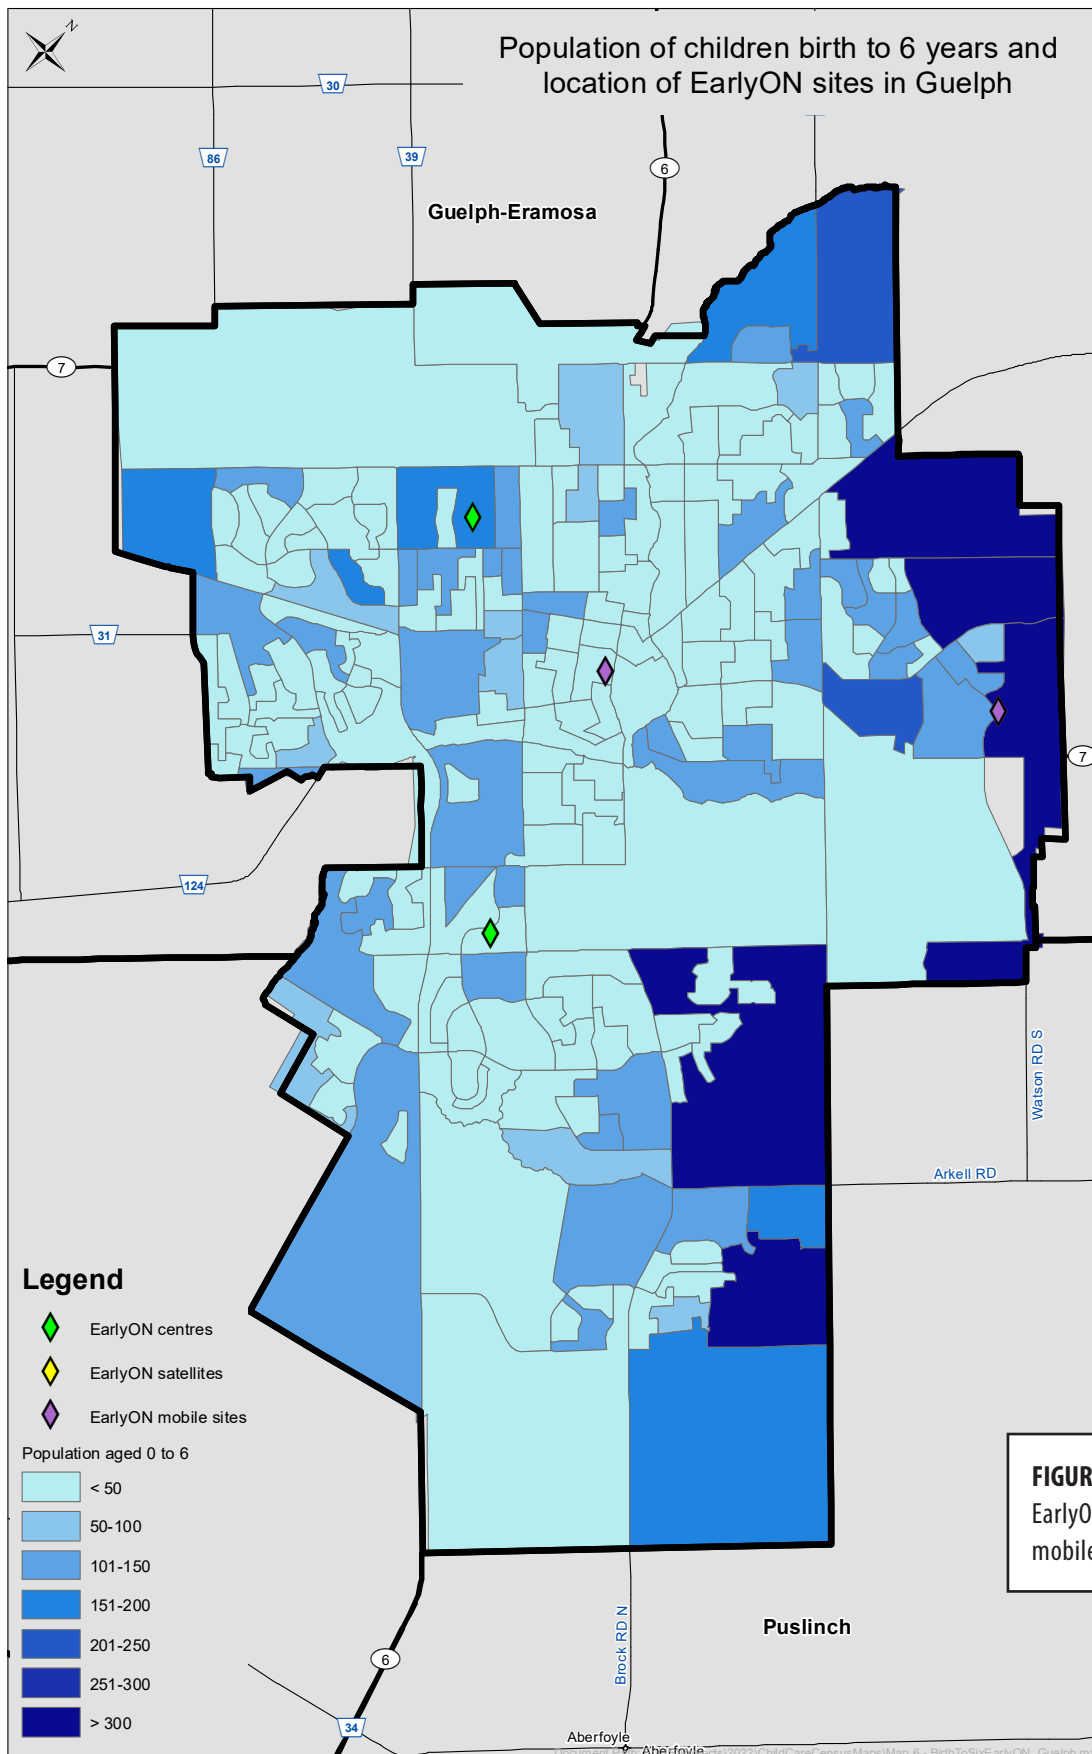 N
Population of children birth to 6 years and
location of EarlyON sites in Guelph
30
86
39
6
Guelph-Eramosa
7
31
7
124
Watson RD S
Arkell RD
Legend
EarlyON centres
EarlyON satellites
EarlyON mobile sites
Population aged 0 to 6
< 50
50-100
101-150
151-200
201-250
251-300
> 300
FIGUR
EarlyO
mobile
Puslinch
Brock RD N
6
34
Aberfoyle
Aberfoyle